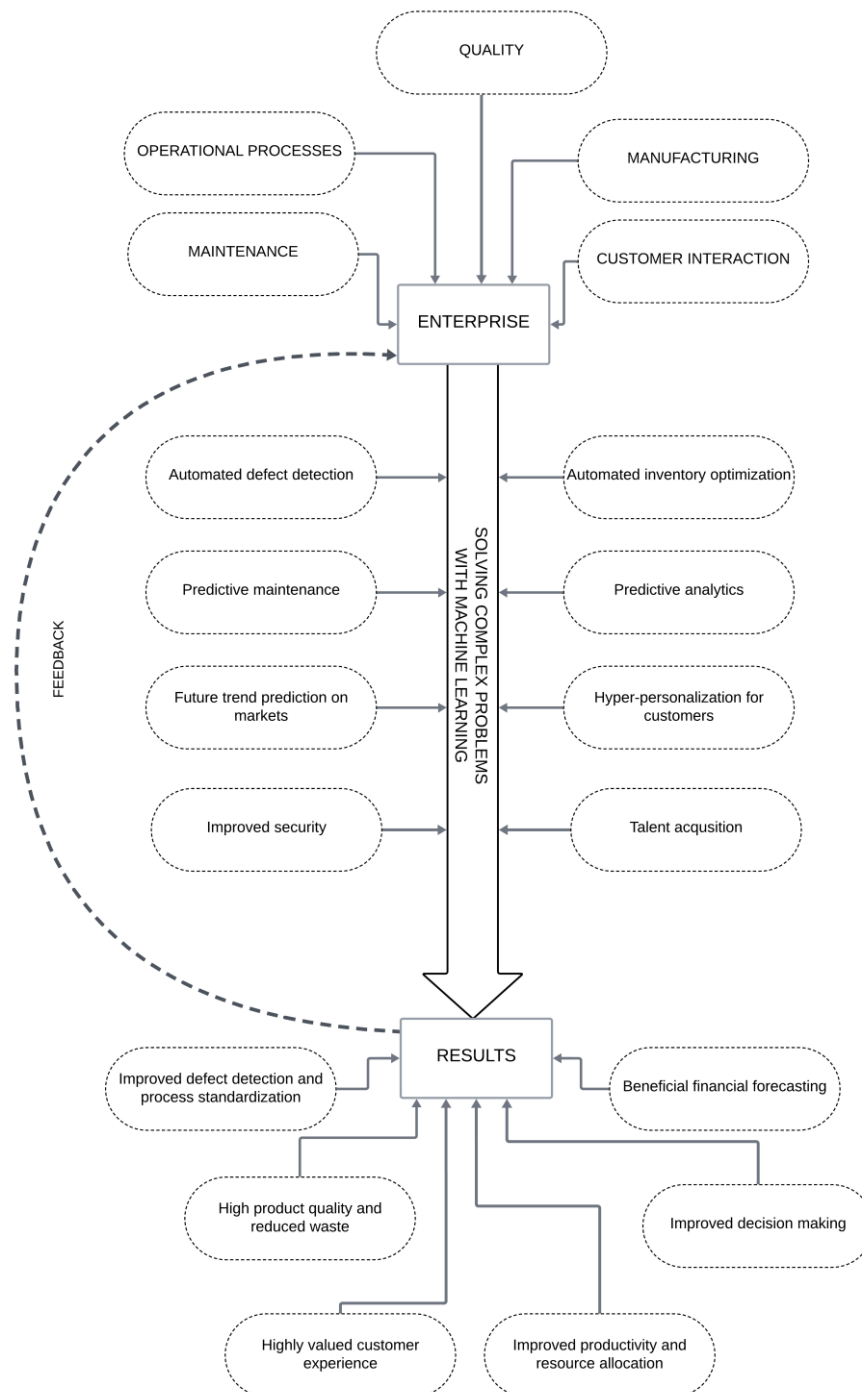 QUALITY
OPERATIONAL PROCESSES
MANUFACTURING
MAINTENANCE
CUSTOMER INTERACTION
ENTERPRISE
Automated defect detection
Automated inventory optimization
SOLVING COMPLEX PROBLEMS
WITH MACHINE LEARNING
Predictive maintenance
Predictive analytics
FEEDBACK
Future trend prediction on
markets
Hyper-personalization for
customers
Improved security
Talent acqusition
RESULTS
Improved defect detection and
process standardization
Beneficial financial forecasting
High product quality and
reduced waste
Improved decision making
Highly valued customer
experience
Improved productivity and
resource allocation